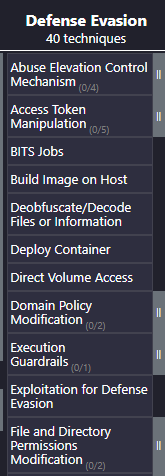 Defense Evasion
40 techniques
Abuse Elevation Control
Mechanism (0/4)
Access Token
Manipulation (0/5)
BITS Jobs
Build Image on Host
Deobfuscate/Decode
Files or Information
Deploy Container
Direct Volume Access
Domain Policy
Modification (0/2)
Execution
Guardrails (0/1)
Exploitation for Defense
Evasion
File and Directory
Permissions
Modification (0/2)